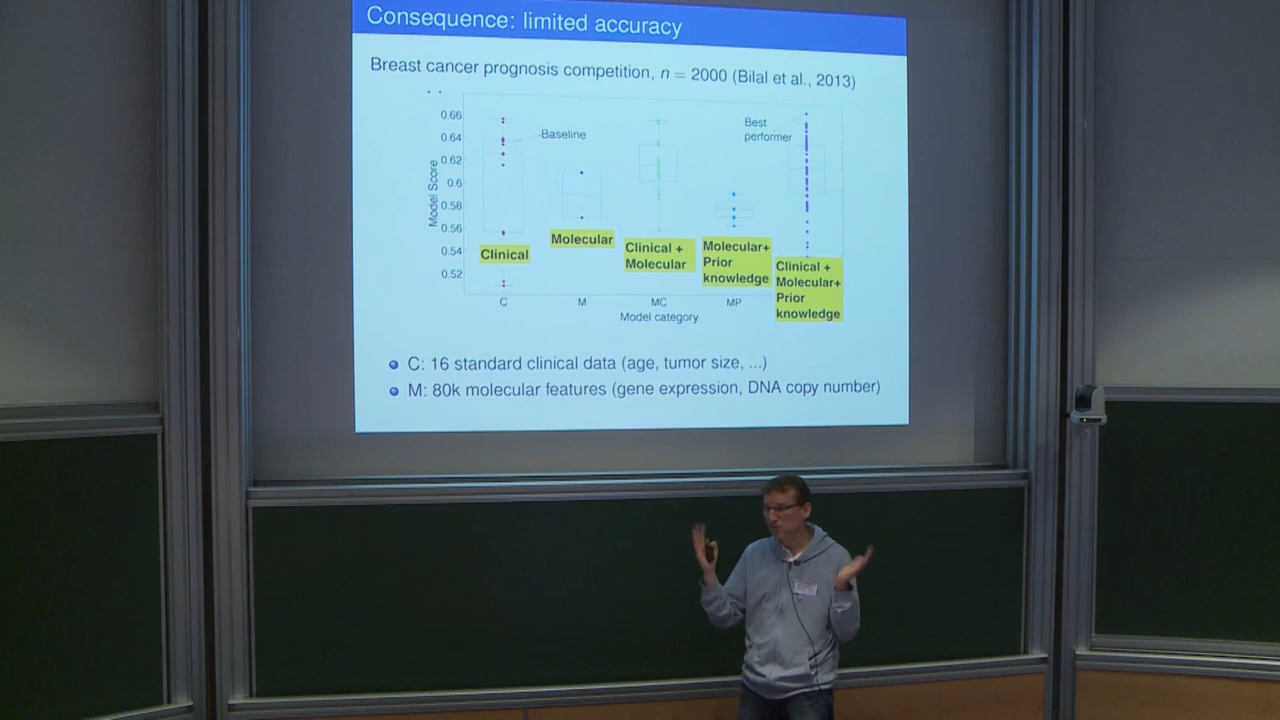 Consequence: limited accuracy
Breast cancer prognosis competition, n = 2000 (Bilal et al., 2013)
0.66
0.64
0.62
0.6
0.58
0.56
0.54
0.52
Model Score
Baseline
Best
performer
Clinical
Molecular
Clinical +
Molecular
Molecular+
Prior
knowledge
Clinical +
Molecular+
Prior
knowledge
C
M
MC
MP
Model category
C: 16 standard clinical data (age, tumor size, ...)
M: 80k molecular features (gene expression, DNA copy number)